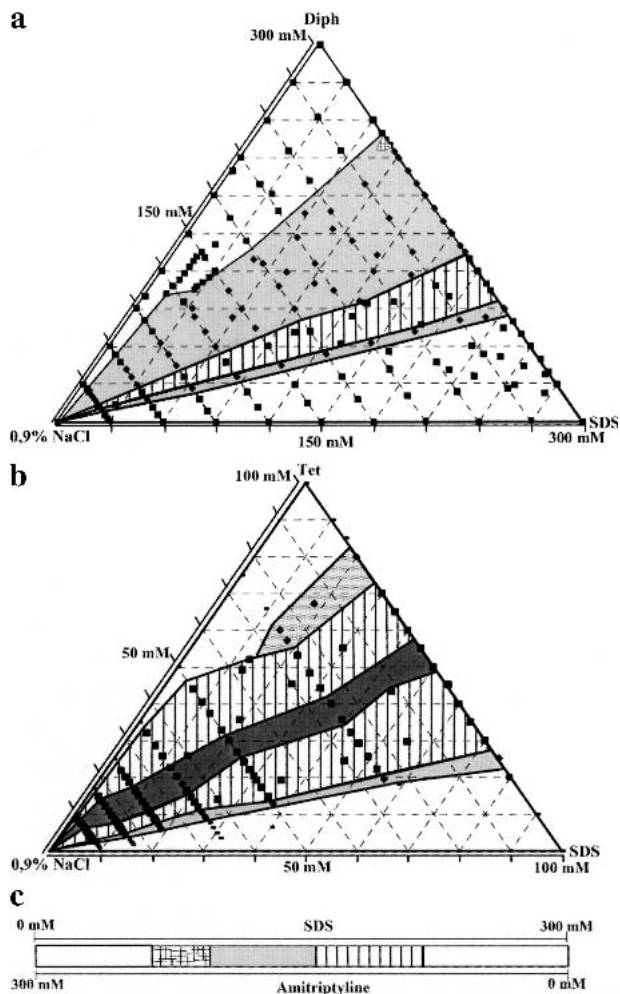 a
Diph
300 mM
150 mM
0,9% NaCl
150 mM
300 mM
SDS
b
100 mM
Tet
50 mM
0,9% NaCl
50 mM
100 mM
SDS
c
0 mM
SDS
300 mM
300 mM
Amitriptyline
0 mM